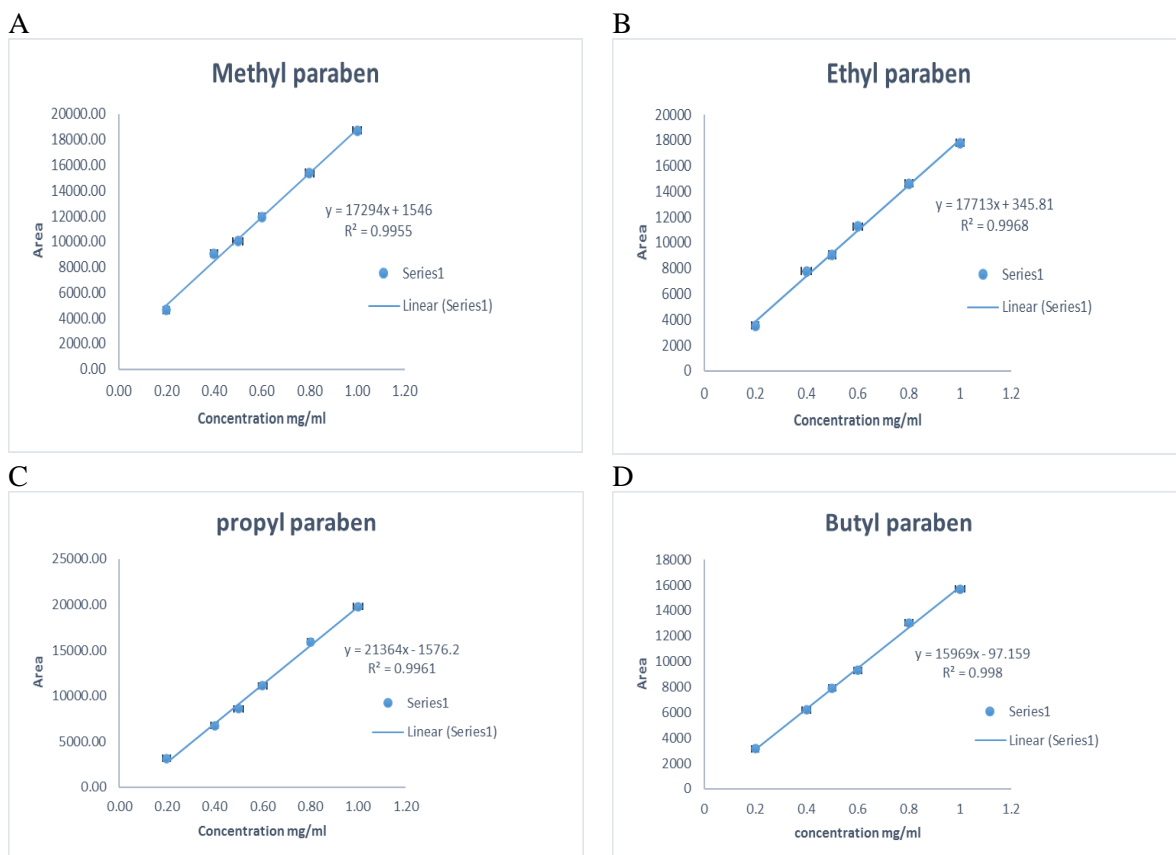 A
Methyl paraben
20000.00
18000.00
16000.00
14000.00
12000.00
10000.00
8000.00
6000.00
4000.00
2000.00
0.00
Area
y = 17294x + 1546
R² = 0.9955
Series1
Linear (Series1)
0.00 0.20 0.40 0.60 0.80 1.00 1.20
Concentration mg/ml
B
Ethyl paraben
20000
18000
16000
14000
12000
10000
8000
6000
4000
2000
0
Area
y = 17713x + 345.81
R² = 0.9968
Series1
Linear (Series1)
0 0.2 0.4 0.6 0.8 1 1.2
Concentration mg/ml
C
propyl paraben
25000.00
20000.00
15000.00
10000.00
5000.00
0.00
Area
y = 21364x - 1576.2
R² = 0.9961
Series1
Linear (Series1)
0.00 0.20 0.40 0.60 0.80 1.00 1.20
Concentration mg/ml
D
Butyl paraben
18000
16000
14000
12000
10000
8000
6000
4000
2000
0
Area
y = 15969x - 97.159
R² = 0.998
Series1
Linear (Series1)
0 0.2 0.4 0.6 0.8 1 1.2
concentration mg/ml